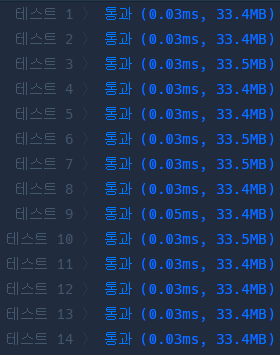 테스트 1 〉 통과 (0.03ms, 33.4MB)
테스트 2 〉 통과 (0.03ms, 33.4MB)
테스트 3 〉 통과 (0.03ms, 33.5MB)
테스트 4 〉 통과 (0.03ms, 33.4MB)
테스트 5 〉 통과 (0.03ms, 33.4MB)
테스트 6 〉 통과 (0.03ms, 33.5MB)
테스트 7 〉 통과 (0.03ms, 33.5MB)
테스트 8 〉 통과 (0.03ms, 33.4MB)
테스트 9 〉 통과 (0.05ms, 33.4MB)
테스트 10 〉 통과 (0.03ms, 33.5MB)
테스트 11 〉 통과 (0.03ms, 33.4MB)
테스트 12 〉 통과 (0.03ms, 33.4MB)
테스트 13 〉 통과 (0.03ms, 33.4MB)
테스트 14 〉 통과 (0.03ms, 33.4MB)